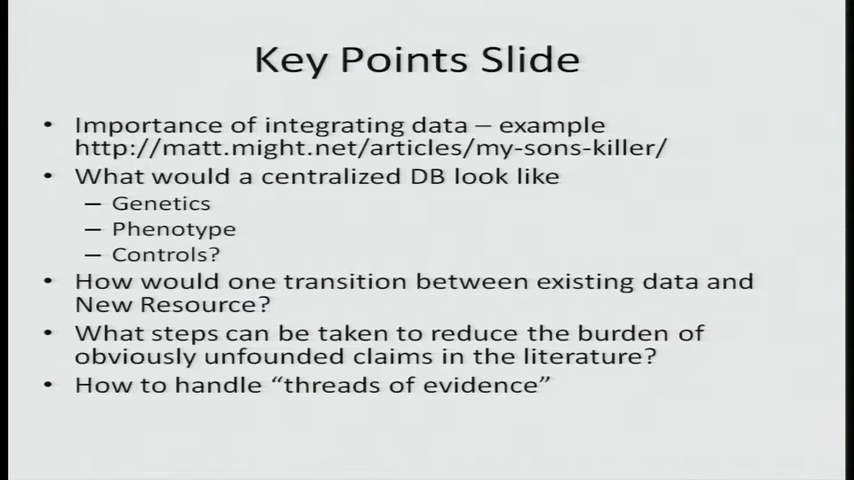 Key Points Slide
• Importance of integrating data – example
http://matt.might.net/articles/my-sons-killer/
• What would a centralized DB look like
– Genetics
– Phenotype
– Controls?
• How would one transition between existing data and
New Resource?
• What steps can be taken to reduce the burden of
obviously unfounded claims in the literature?
• How to handle “threads of evidence”